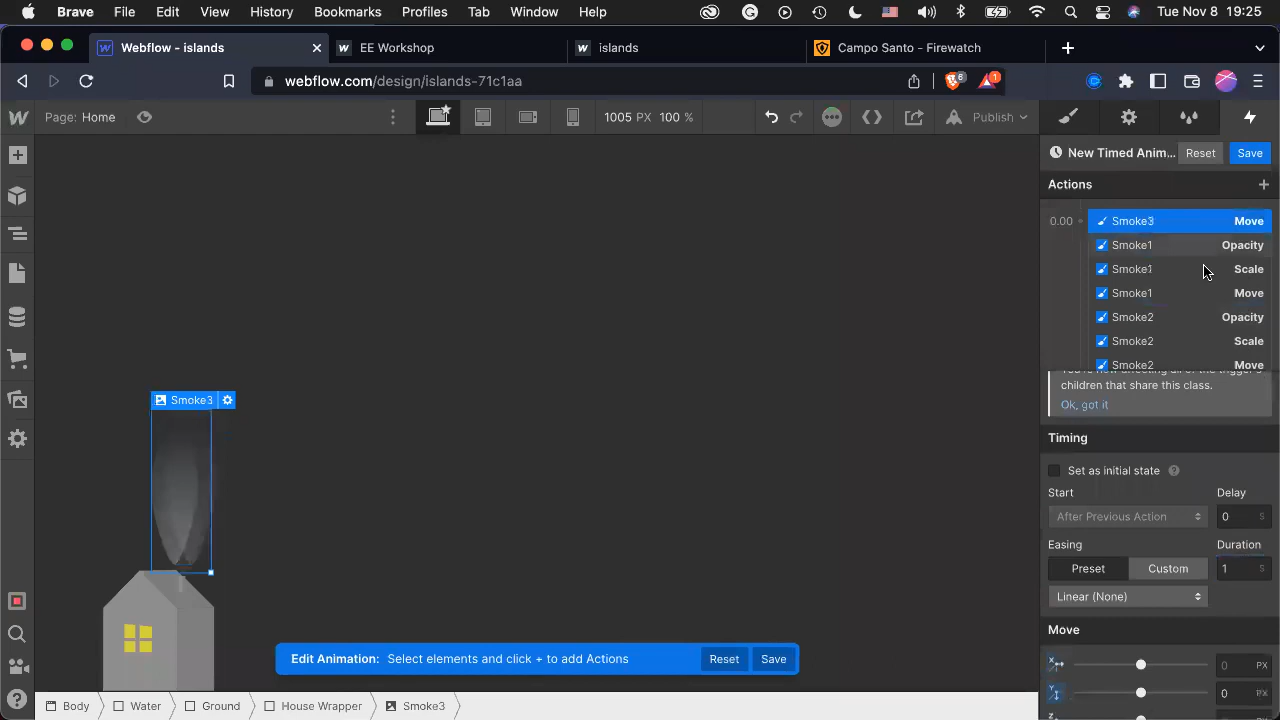 Brave File Edit View History Bookmarks Profiles Tab Window Help Tue Nov 8 19:25
Webflow - islands EE Workshop islands Campo Santo - Firewatch
webflow.com/design/islands-71c1aa 6 1
Page: Home 1005 PX 100 % Publish
New Timed Anim... Reset Save
Actions
0.00 Smoke3 Move
Smoke1 Opacity
Smoke1 Scale
Smoke1 Move
Smoke2 Opacity
Smoke2 Scale
Smoke2 Move
children that share this class.
Ok, got it
Smoke3
Timing
Set as initial state ?
Start Delay
After Previous Action 0 S
Easing Duration
Preset Custom 1 S
Linear (None)
Move
0 PX
0 PX
Edit Animation: Select elements and click + to add Actions Reset Save
Body Water Ground House Wrapper Smoke3